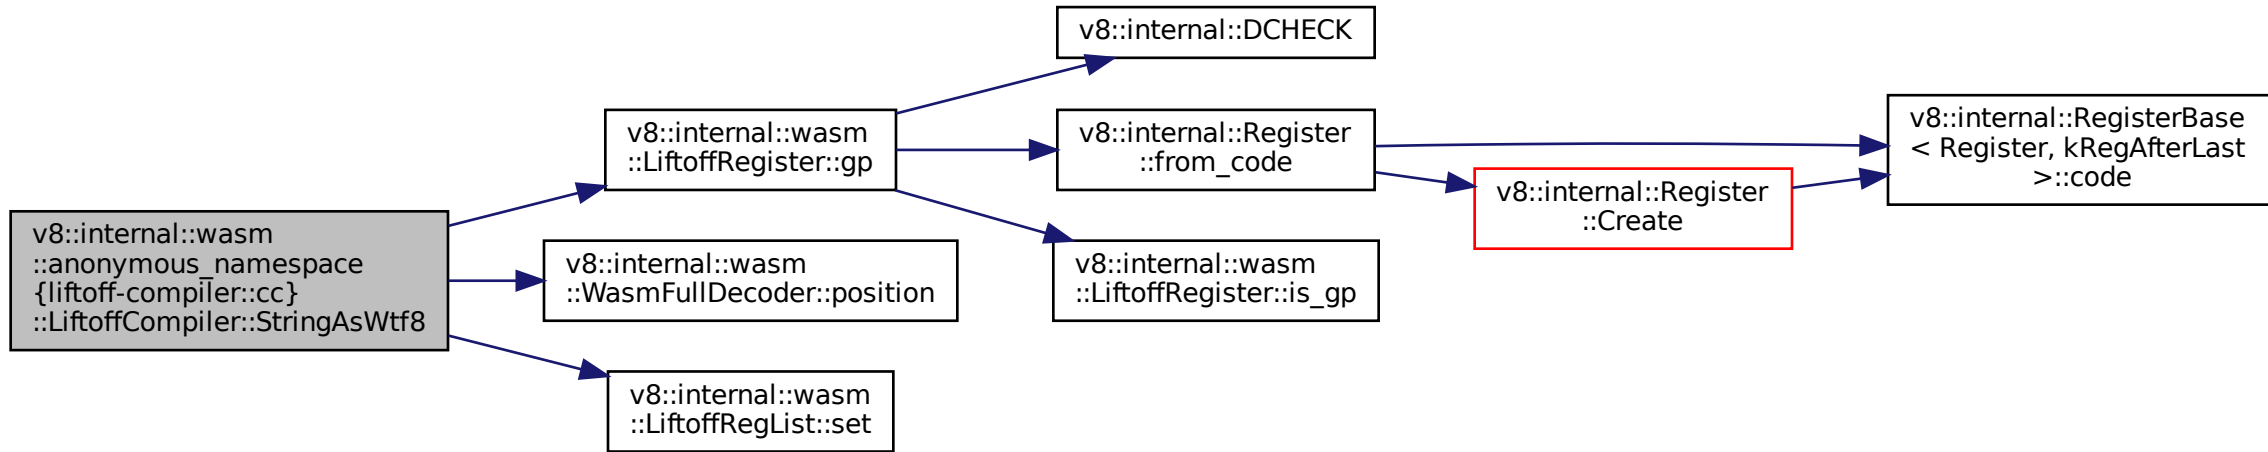 v8::internal::wasm
::anonymous_namespace
{liftoff-compiler::cc}
::LiftoffCompiler::StringAsWtf8
v8::internal::wasm
::LiftoffRegister::gp
v8::internal::wasm
::WasmFullDecoder::position
v8::internal::wasm
::LiftoffRegList::set
v8::internal::DCHECK
v8::internal::Register
::from_code
v8::internal::wasm
::LiftoffRegister::is_gp
v8::internal::Register
::Create
v8::internal::RegisterBase
< Register, kRegAfterLast
>::code